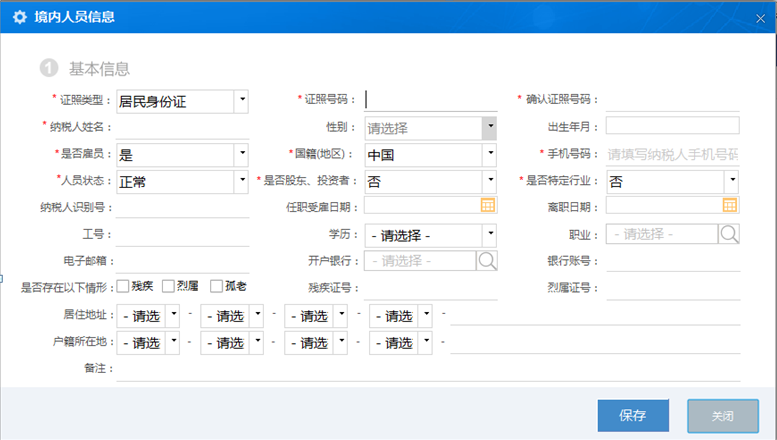 境内人员信息
1 基本信息
* 证照类型： 居民身份证 * 证照号码： * 确认证照号码：
* 纳税人姓名： 性别： 请选择 出生年月：
* 是否雇员： 是 * 国籍(地区)： 中国 * 手机号码： 请填写纳税人手机号码
* 人员状态： 正常 * 是否股东、投资者： 否 * 是否特定行业： 否
纳税人识别号： 任职受雇日期： 离职日期：
工号： 学历： - 请选择 - 职业： - 请选择 -
电子邮箱： 开户银行： - 请选择 - 银行账号：
是否存在以下情形： 残疾 烈属 孤老 残疾证号： 烈属证号：
居住地址： - 请选 - - 请选 - - 请选 - - 请选 -
户籍所在地： - 请选 - - 请选 - - 请选 - - 请选 -
备注：
保存 关闭